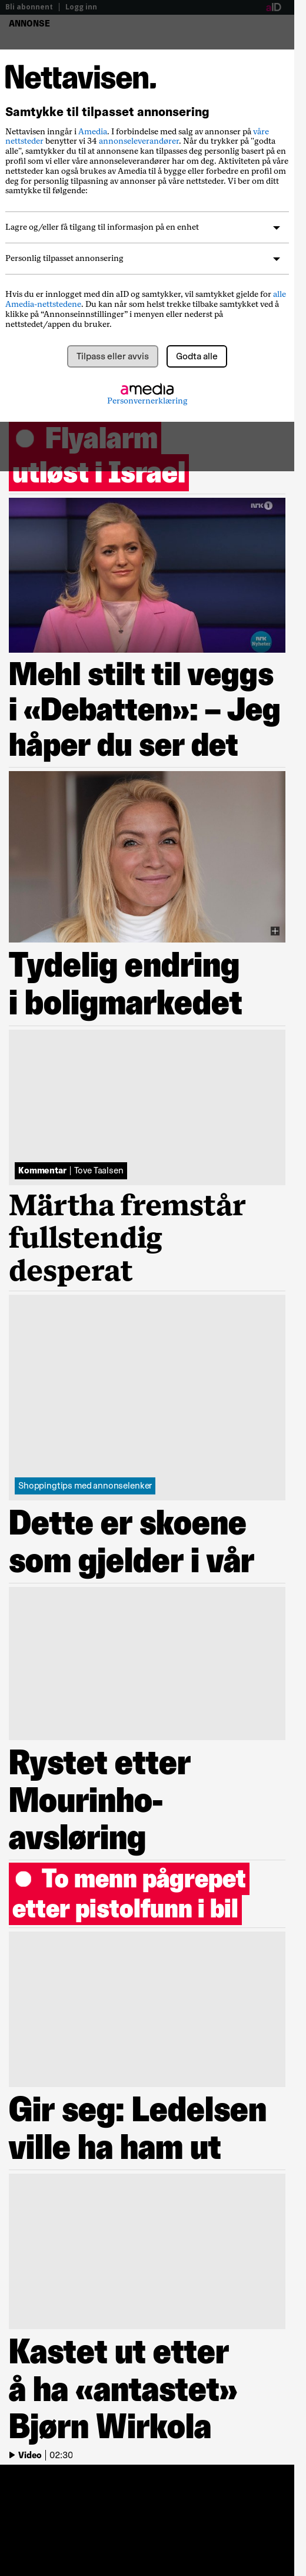 Bli abonnent | Logg inn
aID
ANNONSE
Nettavisen.
Samtykke til tilpasset annonsering
Nettavisen inngår i Amedia. I forbindelse med salg av annonser på våre
nettsteder benytter vi 34 annonseleverandører. Når du trykker på "godta
alle", samtykker du til at annonsene kan tilpasses deg personlig basert på en
profil som vi eller våre annonseleverandører har om deg. Aktiviteten på våre
nettsteder kan også brukes av Amedia til å bygge eller forbedre en profil om
deg for personlig tilpasning av annonser på våre nettsteder. Vi ber om ditt
samtykke til følgende:
Lagre og/eller få tilgang til informasjon på en enhet
Personlig tilpasset annonsering
Hvis du er innlogget med din aID og samtykker, vil samtykket gjelde for alle
Amedia-nettstedene. Du kan når som helst trekke tilbake samtykket ved å
klikke på “Annonseinnstillinger” i menyen eller nederst på
nettstedet/appen du bruker.
Tilpass eller avvis
Godta alle
amedia
Personvernerklæring
Flyalarm
utløst i Israel
NRK 1
NRK
Nyheter
Mehl stilt til veggs
i «Debatten»: – Jeg
håper du ser det
Tydelig endring
i boligmarkedet
Kommentar | Tove Taalesen
Märtha fremstår
fullstendig
desperat
Shoppingtips med annonselenker
Dette er skoene
som gjelder i vår
Rystet etter
Mourinho-
avsløring
To menn pågrepet
etter pistolfunn i bil
Gir seg: Ledelsen
ville ha ham ut
Kastet ut etter
å ha «antastet»
Bjørn Wirkola
Video | 02:30